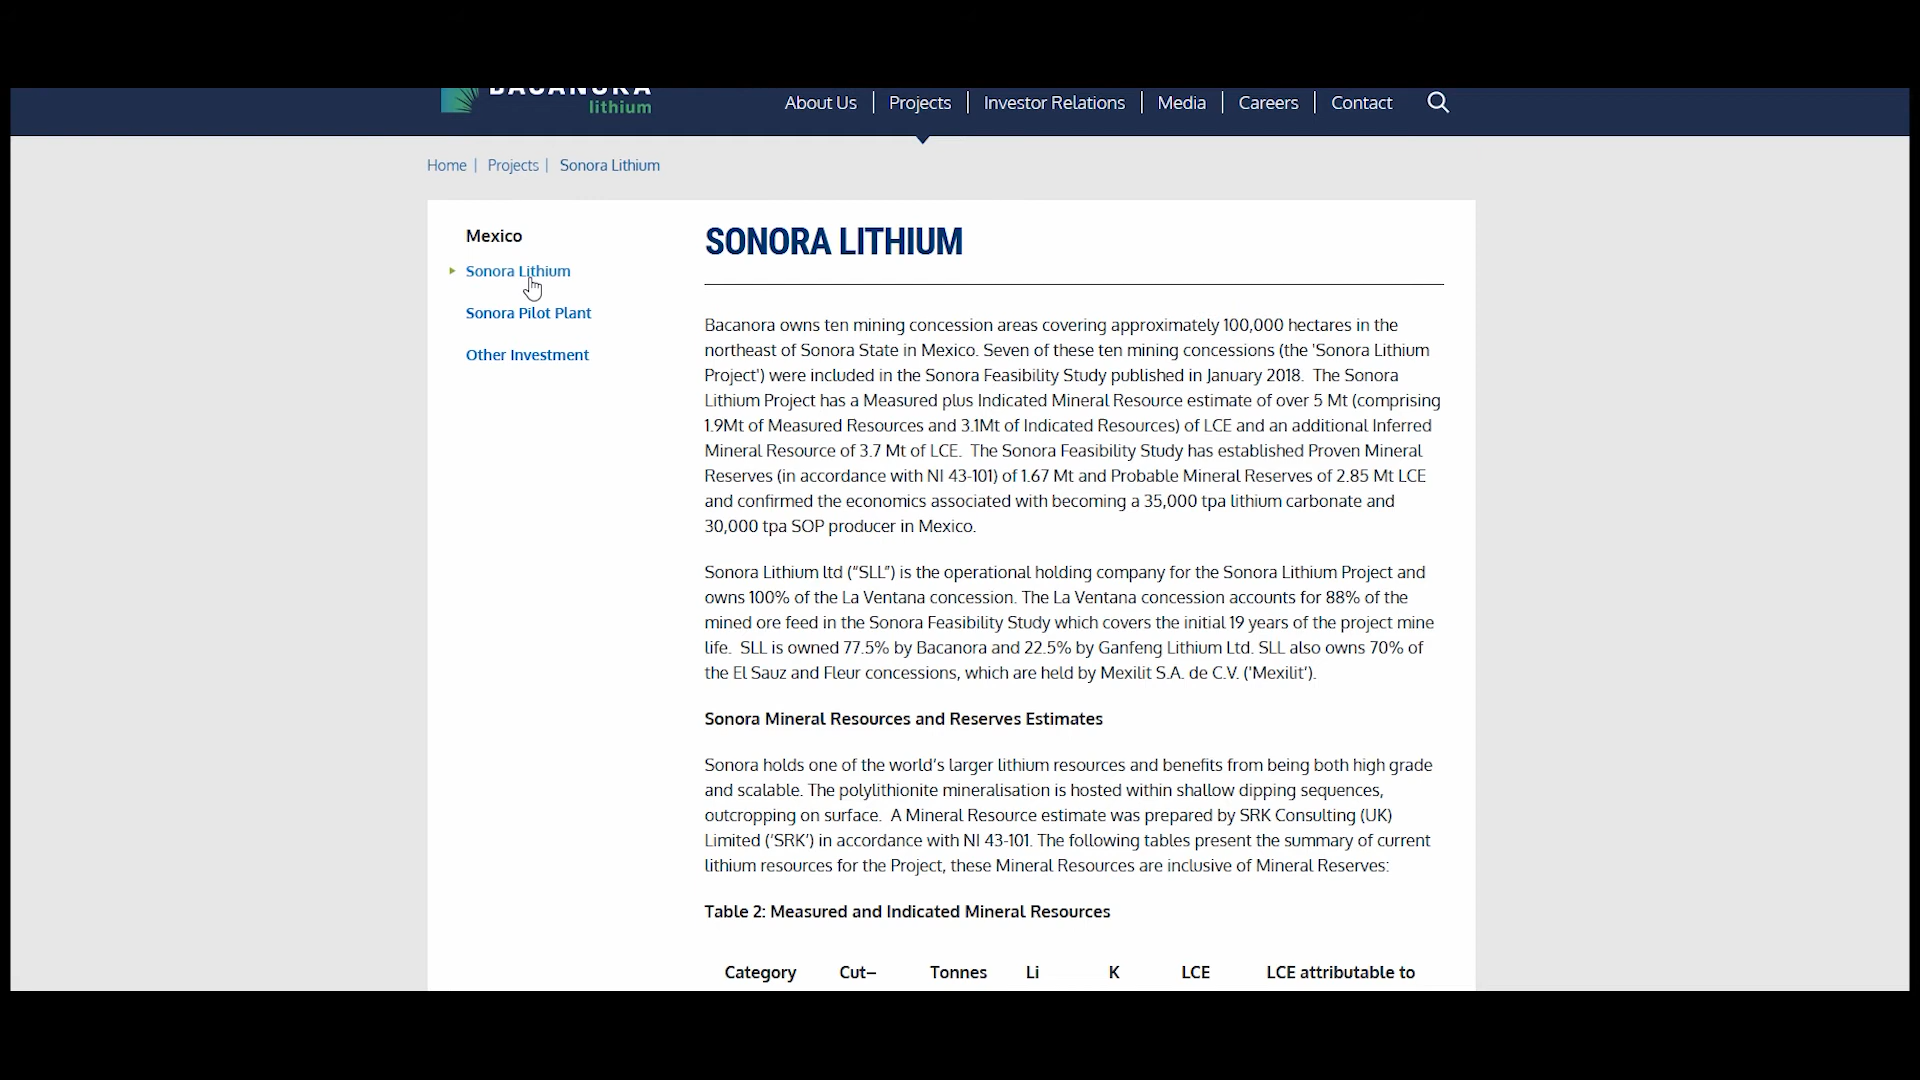 BACANORA
lithium
About Us
Projects
Investor Relations
Media
Careers
Contact
Home | Projects | Sonora Lithium
Mexico
Sonora Lithium
Sonora Pilot Plant
Other Investment
SONORA LITHIUM
Bacanora owns ten mining concession areas covering approximately 100,000 hectares in the
northeast of Sonora State in Mexico. Seven of these ten mining concessions (the 'Sonora Lithium
Project') were included in the Sonora Feasibility Study published in January 2018. The Sonora
Lithium Project has a Measured plus Indicated Mineral Resource estimate of over 5 Mt (comprising
1.9Mt of Measured Resources and 3.1Mt of Indicated Resources) of LCE and an additional Inferred
Mineral Resource of 3.7 Mt of LCE. The Sonora Feasibility Study has established Proven Mineral
Reserves (in accordance with NI 43-101) of 1.67 Mt and Probable Mineral Reserves of 2.85 Mt LCE
and confirmed the economics associated with becoming a 35,000 tpa lithium carbonate and
30,000 tpa SOP producer in Mexico.
Sonora Lithium ltd (“SLL”) is the operational holding company for the Sonora Lithium Project and
owns 100% of the La Ventana concession. The La Ventana concession accounts for 88% of the
mined ore feed in the Sonora Feasibility Study which covers the initial 19 years of the project mine
life. SLL is owned 77.5% by Bacanora and 22.5% by Ganfeng Lithium Ltd. SLL also owns 70% of
the El Sauz and Fleur concessions, which are held by Mexilit S.A. de C.V. (‘Mexilit’).
Sonora Mineral Resources and Reserves Estimates
Sonora holds one of the world’s larger lithium resources and benefits from being both high grade
and scalable. The polylithionite mineralisation is hosted within shallow dipping sequences,
outcropping on surface. A Mineral Resource estimate was prepared by SRK Consulting (UK)
Limited (‘SRK’) in accordance with NI 43-101. The following tables present the summary of current
lithium resources for the Project, these Mineral Resources are inclusive of Mineral Reserves:
Table 2: Measured and Indicated Mineral Resources
Category Cut– Tonnes Li K LCE LCE attributable to